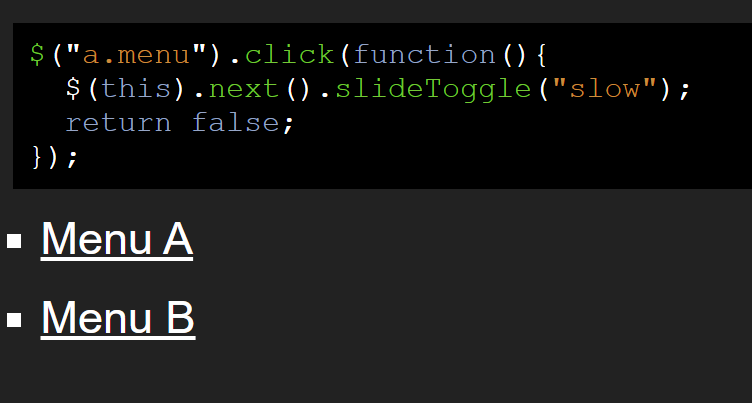 $("a.menu").click(function(){
  $(this).next().slideToggle("slow");
  return false;
});
Menu A
Menu B